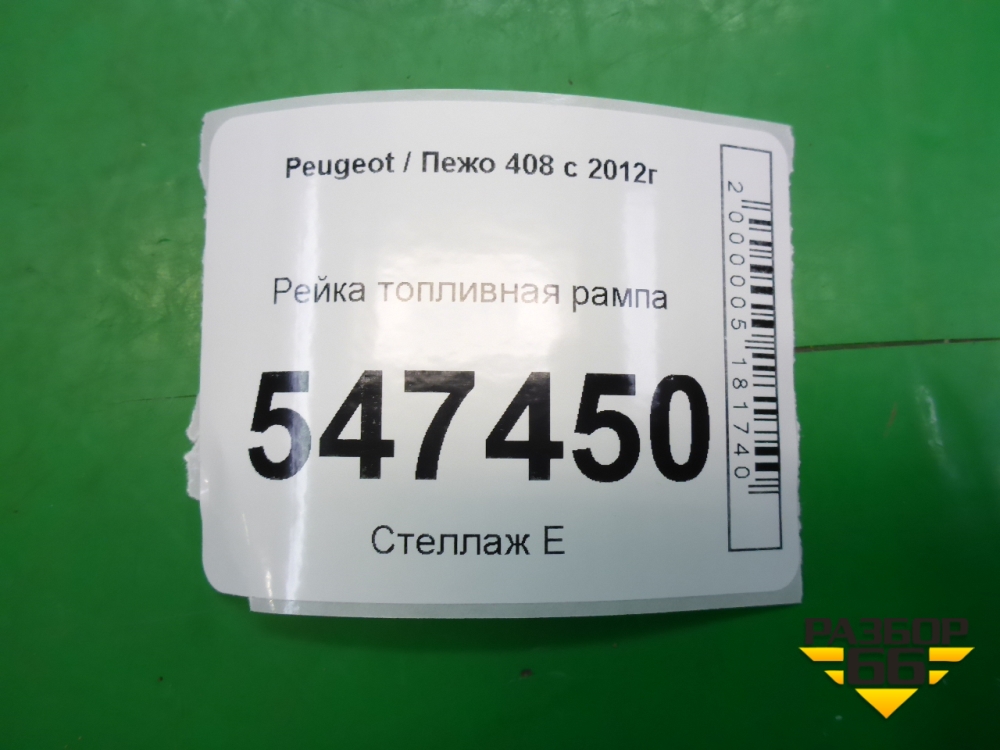 Peugeot / Пежо 408 с 2012г
Рейка топливная рампа
547450
Стеллаж Е
2000005181740
РАЗБОР
66